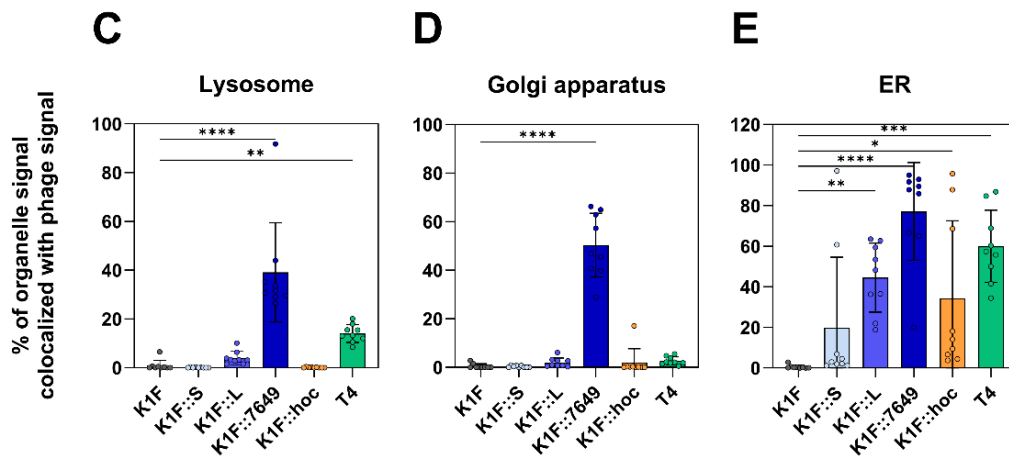 C
D
E
Lysosome
Golgi apparatus
ER
% of organelle signal
colocalized with phage signal
100
80
60
40
20
0
****
**
K1F
K1F::S
K1F::L
K1F::7649
K1F::hoc
T4
100
80
60
40
20
0
****
K1F
K1F::S
K1F::L
K1F::7649
K1F::hoc
T4
120
100
80
60
40
20
0
***
*
****
**
K1F
K1F::S
K1F::L
K1F::7649
K1F::hoc
T4